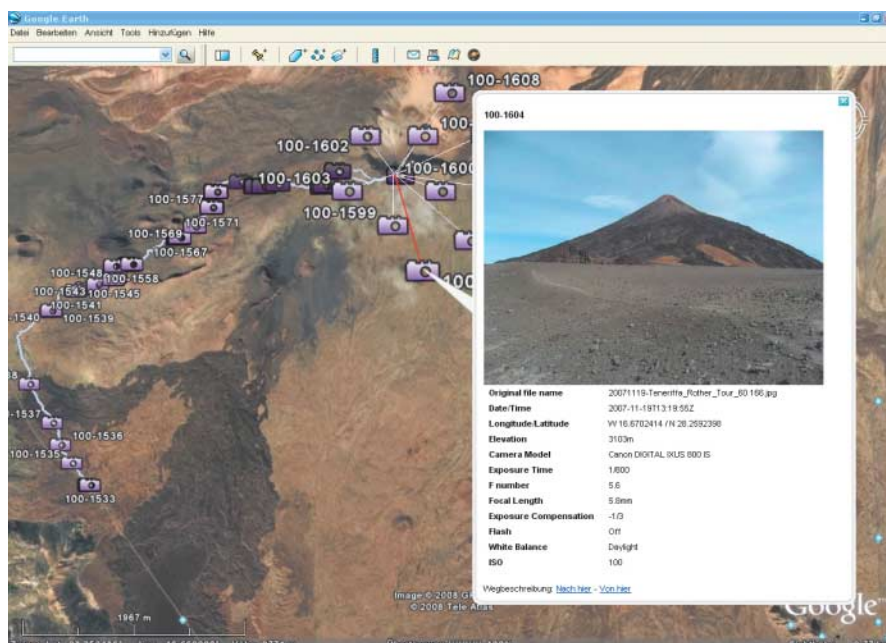 Google Earth
Datei Bearbeiten Ansicht Tools Hinzufügen Hilfe
100-1608
100-1604
100-1602
100-1600
100-1603
100-1577
100-1599
100-1571
100-1569
100-1567
100-1548
100-1558
100-1543
100-1545
100-1541
-1540
100-1539
-1537
100-1536
100-1535
100-1533
Original file name 20071119-Teneriffa_Rother_Tour_60 166.jpg
Date/Time 2007-11-19T13:19:55Z
Longitude/Latitude W 16.6702414 / N 28.2592398
Elevation 3103m
Camera Model Canon DIGITAL IXUS 800 IS
Exposure Time 1/800
F number 5.6
Focal Length 5.8mm
Exposure Compensation -1/3
Flash Off
White Balance Daylight
ISO 100
Wegbeschreibung: Nach hier - Von hier
Image © 2008
© 2008 Tele Atlas
Google
1967 m